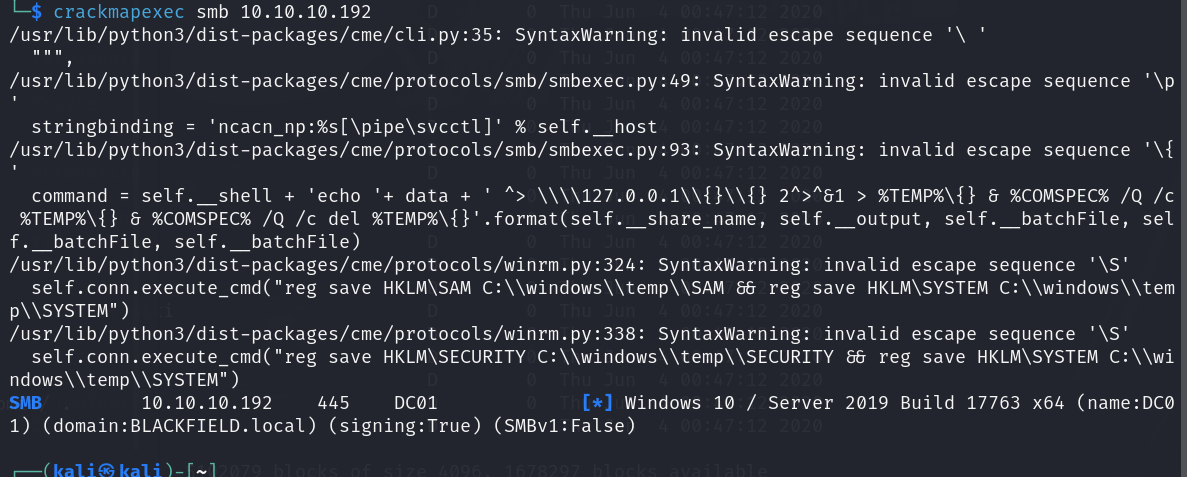 └─$ crackmapexec smb 10.10.10.192
/usr/lib/python3/dist-packages/cme/cli.py:35: SyntaxWarning: invalid escape sequence '\ '
  """,
/usr/lib/python3/dist-packages/cme/protocols/smb/smbexec.py:49: SyntaxWarning: invalid escape sequence '\p
'
  stringbinding = 'ncacn_np:%s[\pipe\svcctl]' % self.__host
/usr/lib/python3/dist-packages/cme/protocols/smb/smbexec.py:93: SyntaxWarning: invalid escape sequence '\{
'
  command = self.__shell + 'echo '+ data + ' ^> \\\\127.0.0.1\\{}\\{} 2^>^&1 > %TEMP%\{} & %COMSPEC% /Q /c
 %TEMP%\{} & %COMSPEC% /Q /c del %TEMP%\{}'.format(self.__share_name, self.__output, self.__batchFile, sel
f.__batchFile, self.__batchFile)
/usr/lib/python3/dist-packages/cme/protocols/winrm.py:324: SyntaxWarning: invalid escape sequence '\S'
  self.conn.execute_cmd("reg save HKLM\SAM C:\\windows\\temp\\SAM && reg save HKLM\SYSTEM C:\\windows\\tem
p\\SYSTEM")
/usr/lib/python3/dist-packages/cme/protocols/winrm.py:338: SyntaxWarning: invalid escape sequence '\S'
  self.conn.execute_cmd("reg save HKLM\SECURITY C:\\windows\\temp\\SECURITY && reg save HKLM\SYSTEM C:\\wi
ndows\\temp\\SYSTEM")
SMB         10.10.10.192    445    DC01             [*] Windows 10 / Server 2019 Build 17763 x64 (name:DC0
1) (domain:BLACKFIELD.local) (signing:True) (SMBv1:False)
┌──(kali㉿kali)-[~]